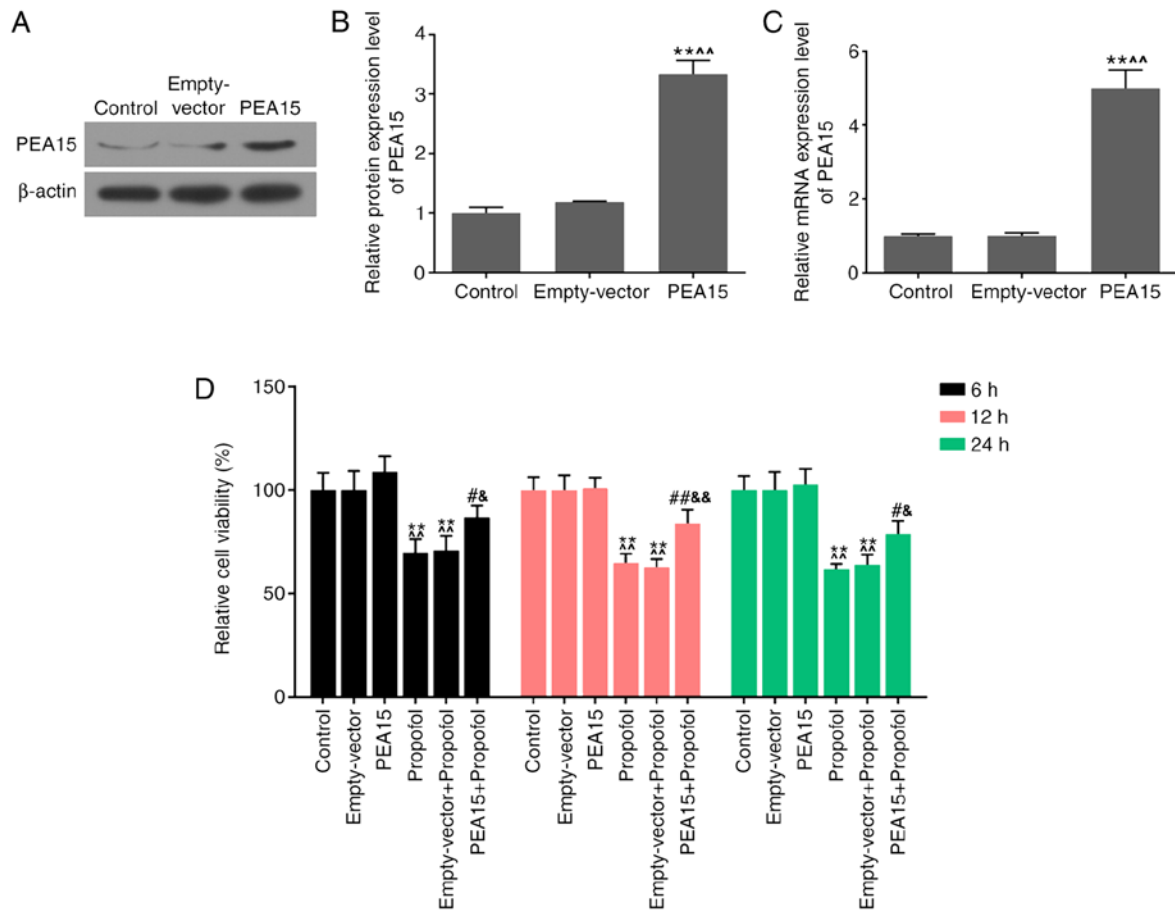 A
Empty-
vector
Control
PEA15
PEA15
β-actin
B
Relative protein expression level
of PEA15
4
3
2
1
0
**^^
Control
Empty-vector
PEA15
C
Relative mRNA expression level
of PEA15
6
4
2
0
**^^
Control
Empty-vector
PEA15
D
Relative cell viability (%)
150
100
50
0
6 h
12 h
24 h
**
^^
**
^^
#&
**
^^
**
^^
##&&
**
^^
**
^^
#&
Control
Empty-vector
PEA15
Propofol
Empty-vector+Propofol
PEA15+Propofol
Control
Empty-vector
PEA15
Propofol
Empty-vector+Propofol
PEA15+Propofol
Control
Empty-vector
PEA15
Propofol
Empty-vector+Propofol
PEA15+Propofol